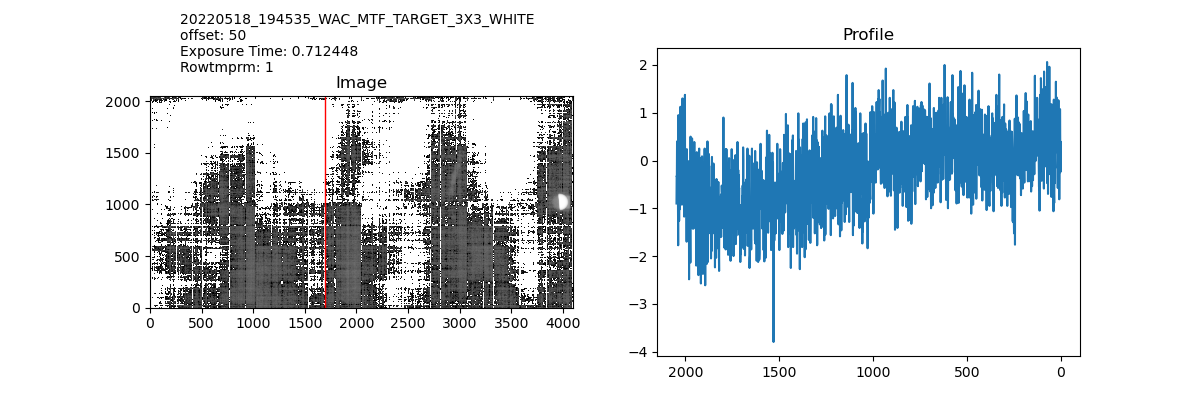 20220518_194535_WAC_MTF_TARGET_3X3_WHITE
offset: 50
Exposure Time: 0.712448
Rowtmprm: 1
Image
2000
1500
1000
500
0
0 500 1000 1500 2000 2500 3000 3500 4000
Profile
2
1
0
−1
−2
−3
−4
2000 1500 1000 500 0